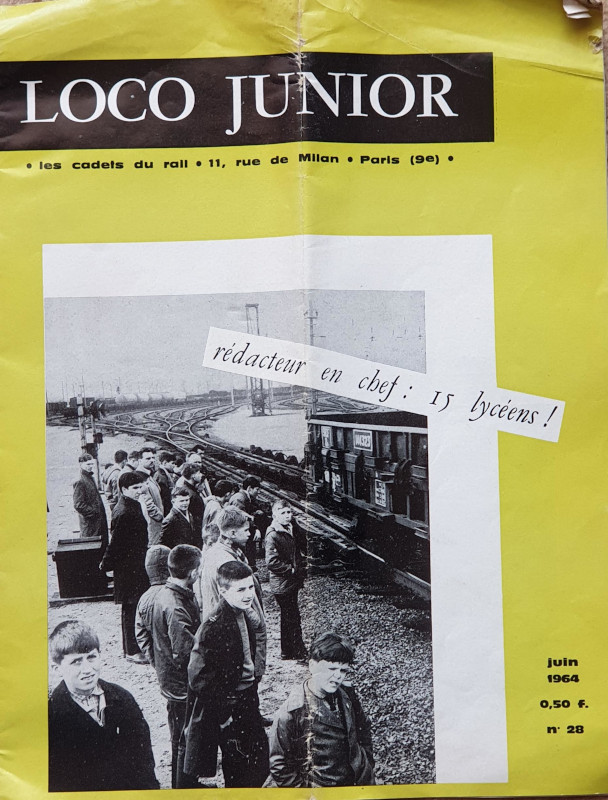 LOCO JUNIOR
• les cadets du rail • 11, rue de Milan • Paris (9e) •
rédacteur en chef : 15 lycéens !
juin
1964
0,50 f.
n° 28